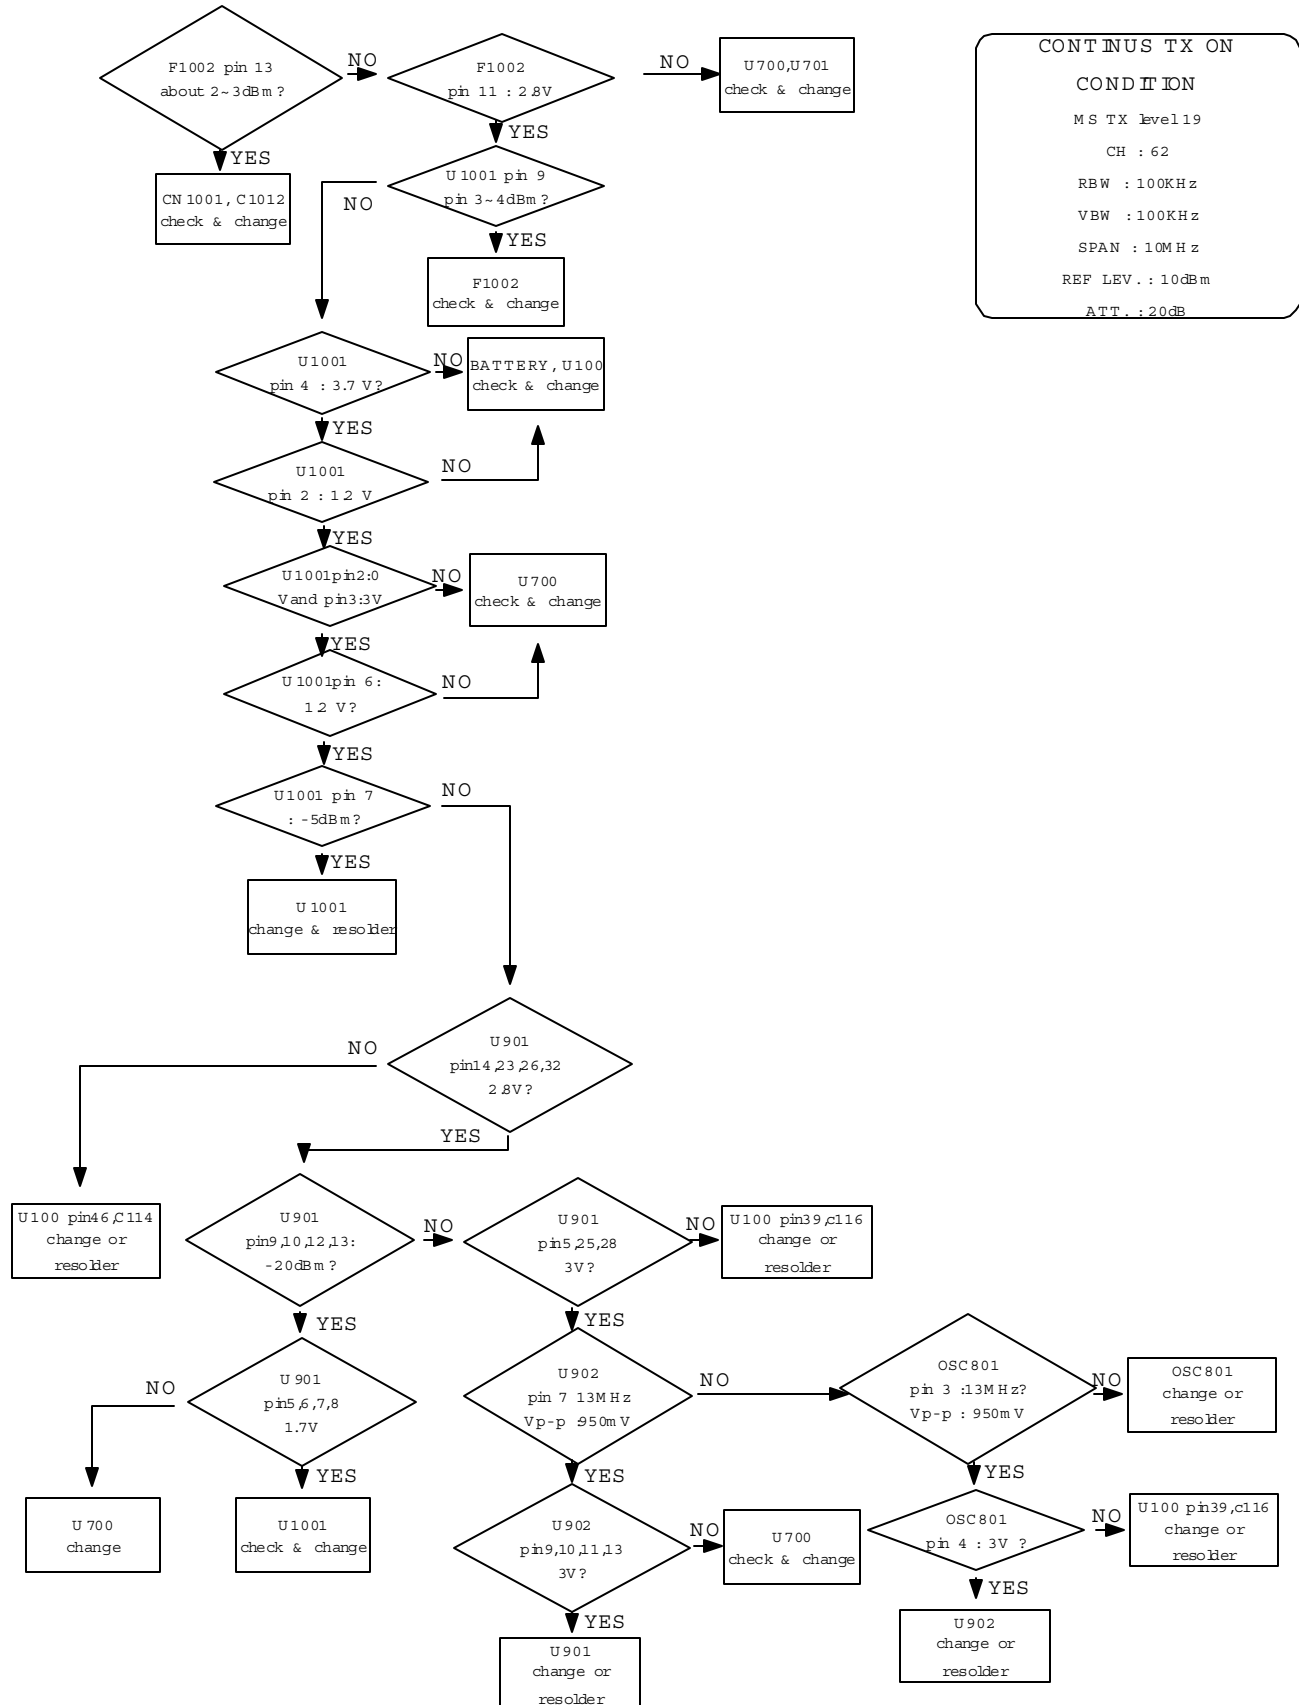 F1002 pin 13
about 2~3dBm?
NO
F1002
pin 11 : 2.8V
NO
U700,U701
check & change
CONTINUS TX ON
CONDITION
MS TX level 19
CH : 62
RBW : 100KHz
VBW : 100KHz
SPAN : 10MHz
REF LEV. : 10dBm
ATT. : 20dB
YES
CN1001, C1012
check & change
YES
U1001 pin 9
pin 3~4dBm?
NO
YES
F1002
check & change
U1001
pin 4 : 3.7 V?
NO
BATTERY, U100
check & change
YES
U1001
pin 2 : 1.2 V
NO
YES
U1001pin2:0
Vand pin3:3V
NO
U700
check & change
YES
U1001pin 6:
1.2 V?
NO
YES
U1001 pin 7
: -5dBm?
NO
YES
U1001
change & resolder
U901
pin14,23,26,32
2.8V?
NO
YES
U100 pin46,C114
change or
resolder
U901
pin9,10,12,13:
-20dBm?
NO
U901
pin5,25,28
3V?
NO
U100 pin39,c116
change or
resolder
YES
YES
U901
pin5,6,7,8
1.7V
NO
U902
pin 7 13MHz
Vp-p :950mV
NO
OSC801
pin 3 :13MHz?
Vp-p : 950mV
NO
OSC801
change or
resolder
YES
YES
YES
U700
change
U1001
check & change
U902
pin9,10,11,13
3V?
NO
U700
check & change
OSC801
pin 4 : 3V ?
NO
U100 pin39,c116
change or
resolder
YES
YES
U901
change or
resolder
U902
change or
resolder